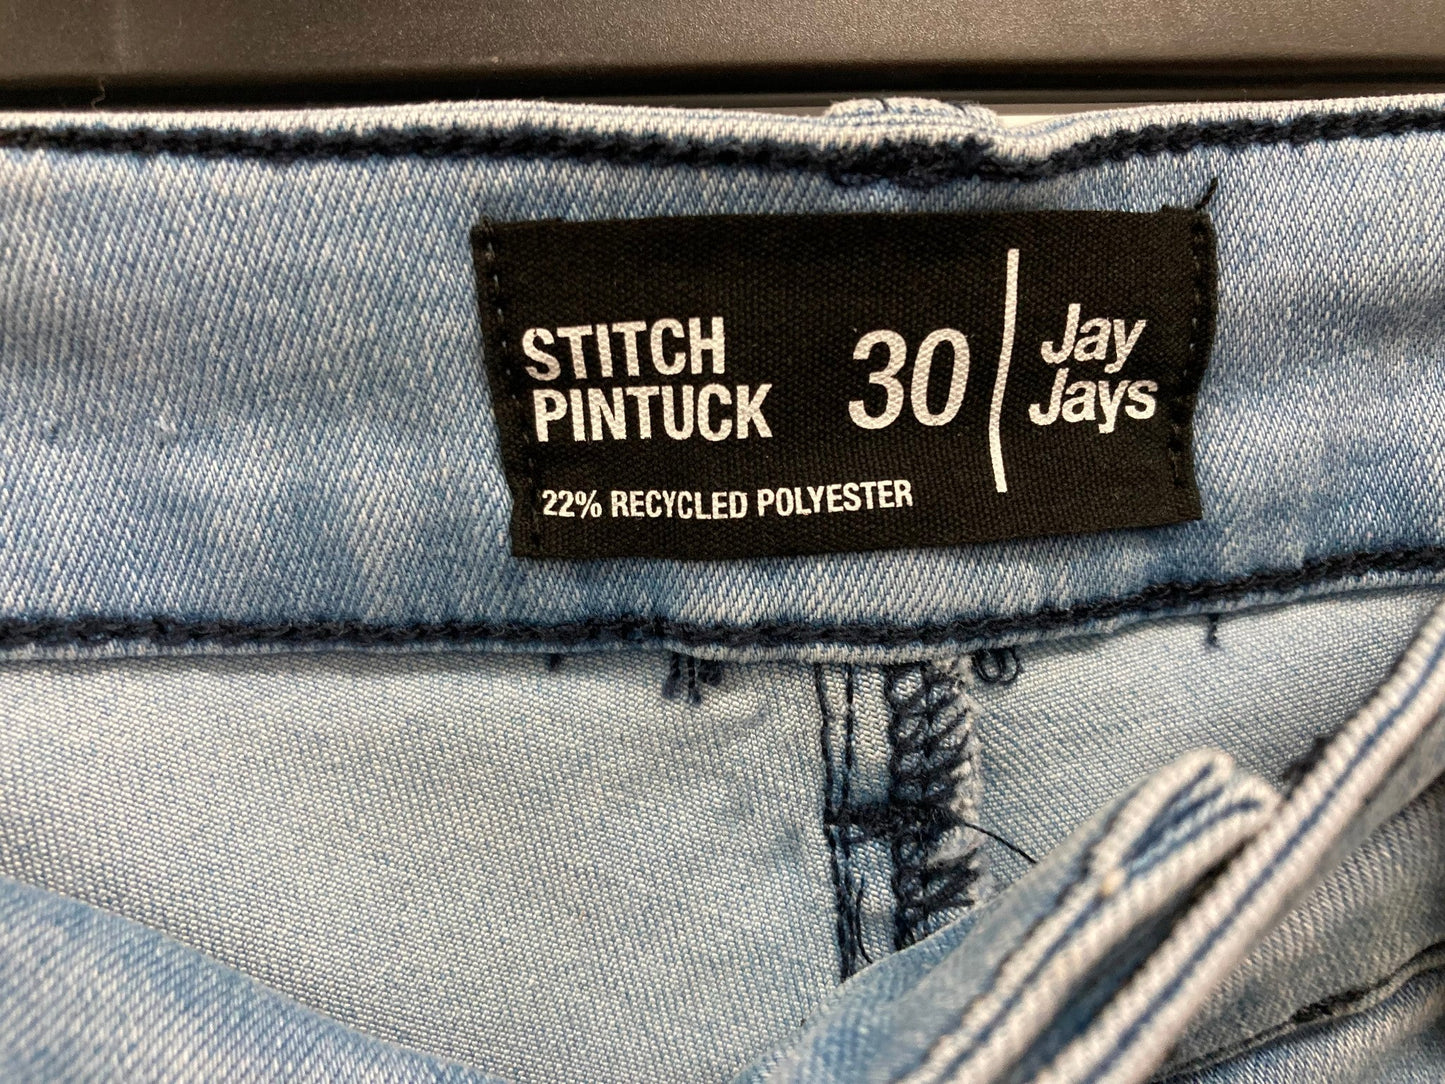 STITCH
PINTUCK
30
Jay
Jays
22% RECYCLED POLYESTER